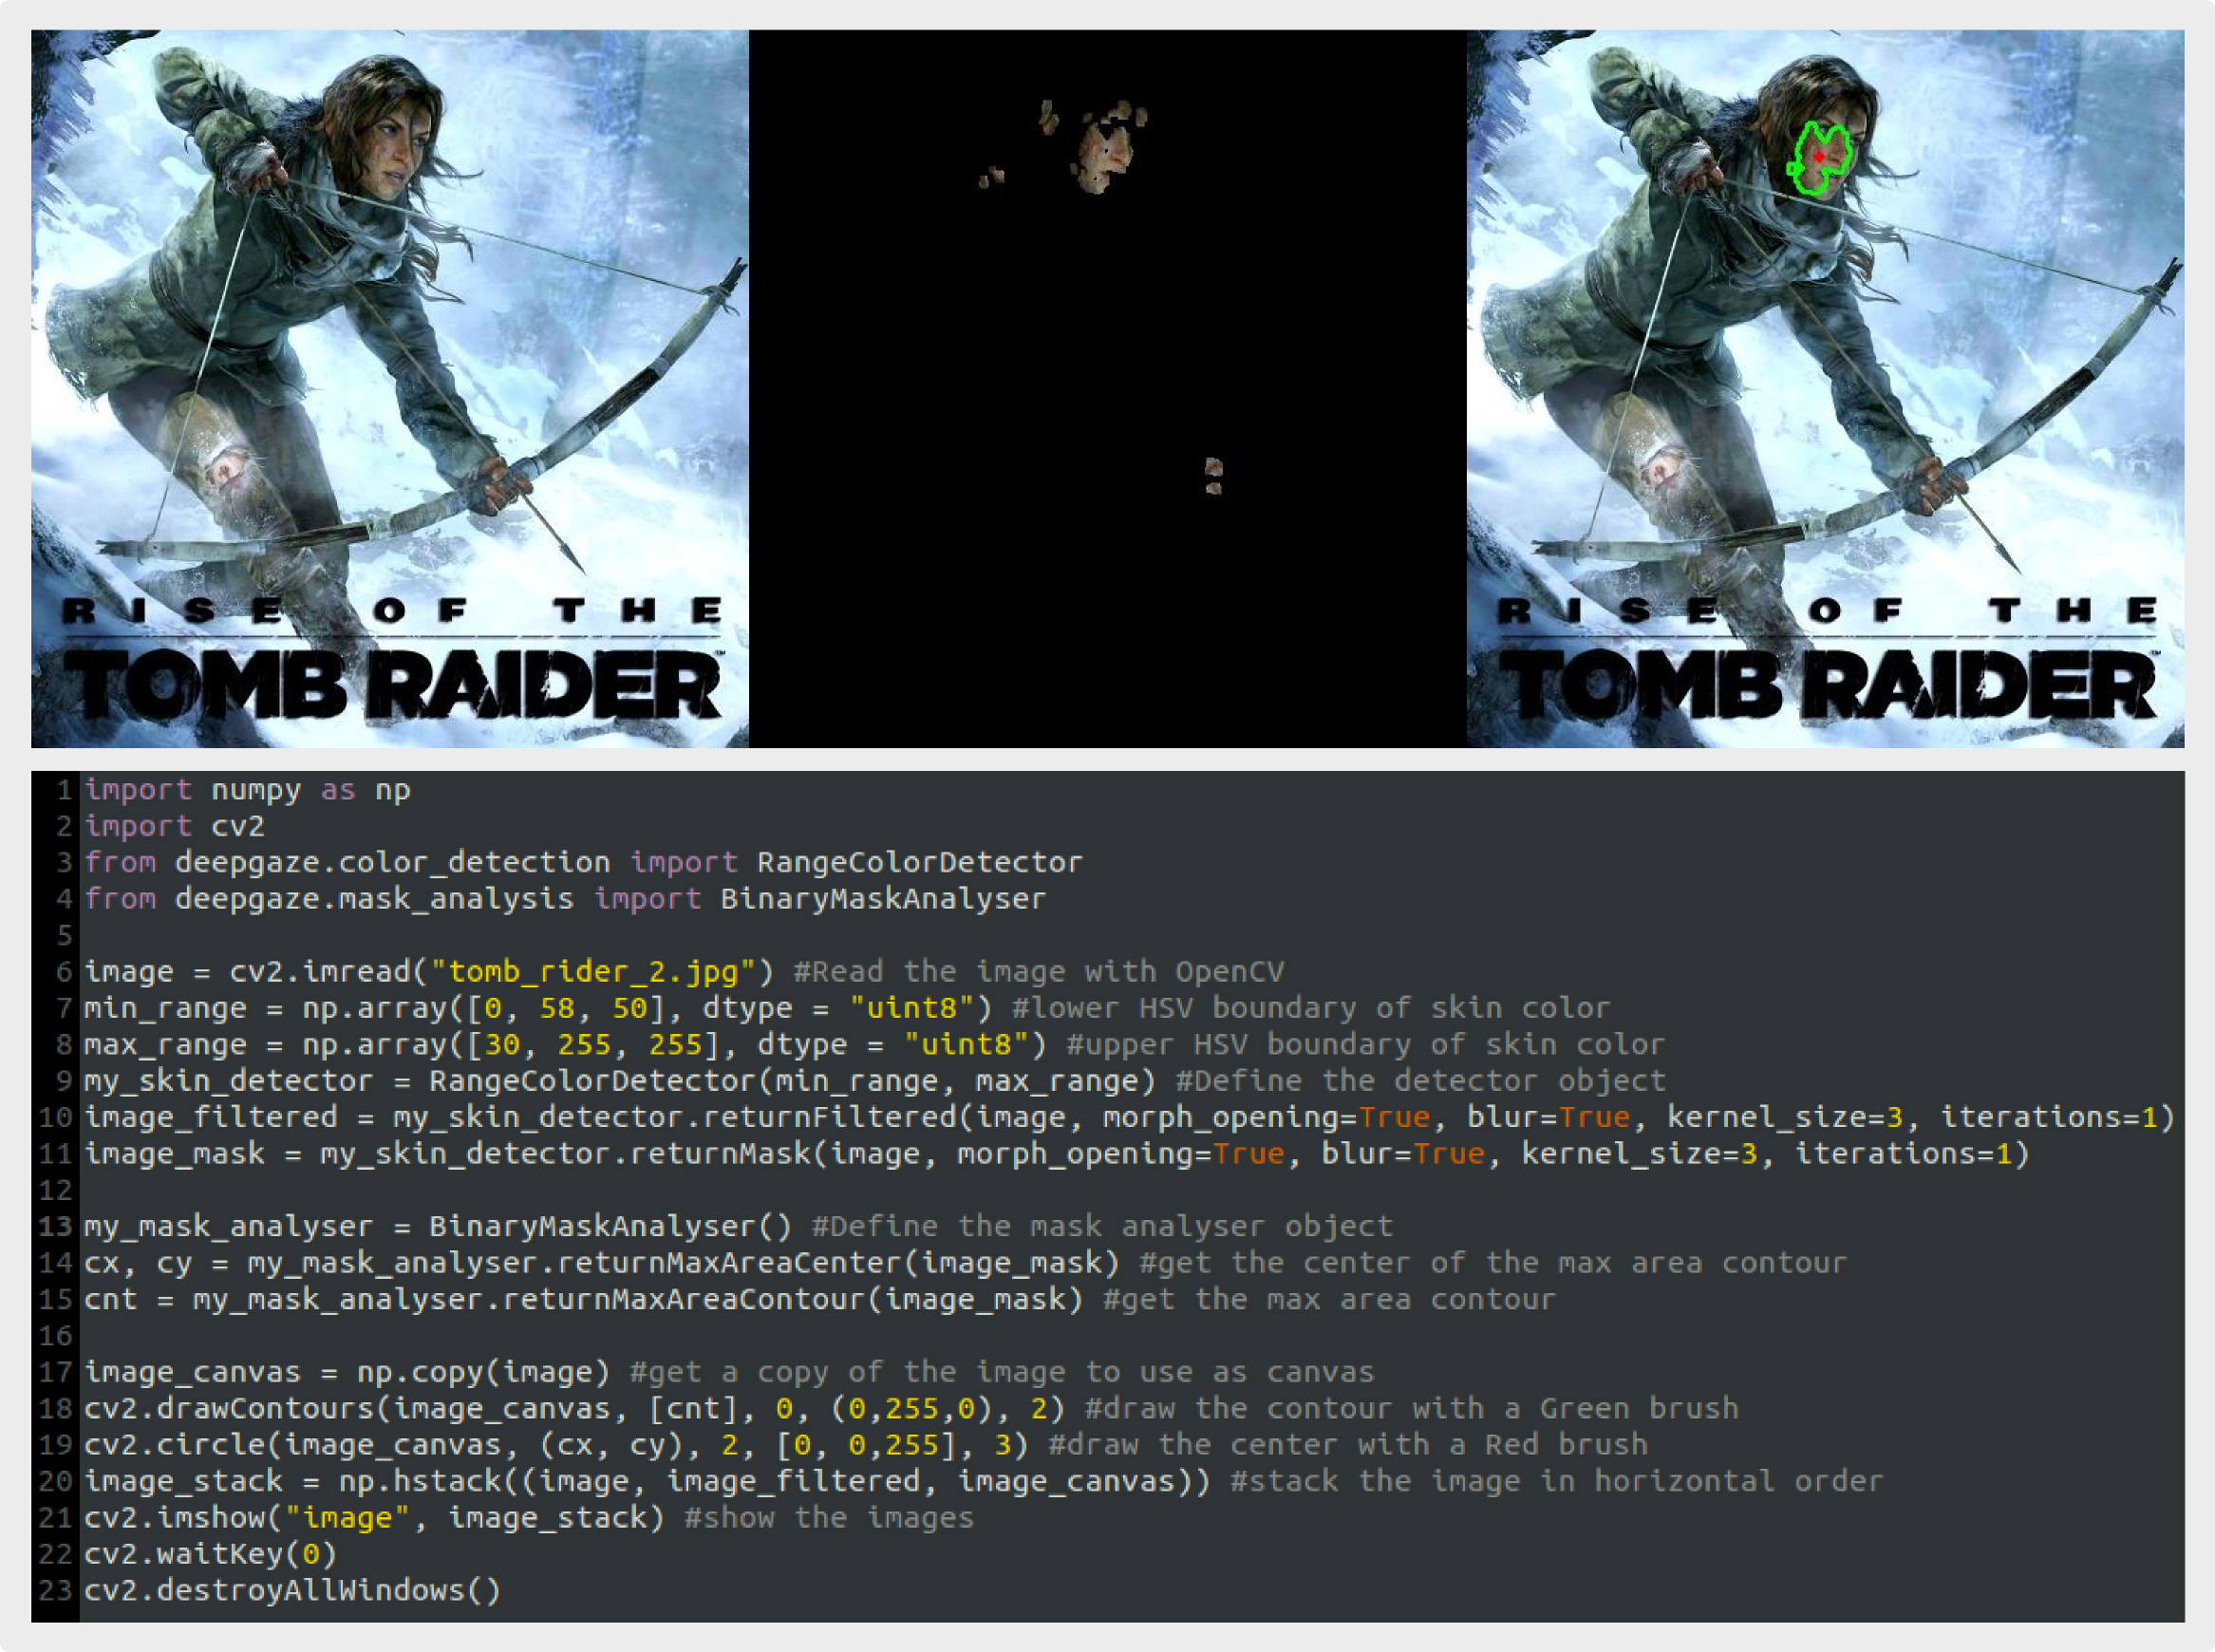 RISE OF THE
TOMB RAIDER
RISE OF THE
TOMB RAIDER
1 import numpy as np
2 import cv2
3 from deepgaze.color_detection import RangeColorDetector
4 from deepgaze.mask_analysis import BinaryMaskAnalyser
5
6 image = cv2.imread("tomb_rider_2.jpg") #Read the image with OpenCV
7 min_range = np.array([0, 58, 50], dtype = "uint8") #lower HSV boundary of skin color
8 max_range = np.array([30, 255, 255], dtype = "uint8") #upper HSV boundary of skin color
9 my_skin_detector = RangeColorDetector(min_range, max_range) #Define the detector object
10 image_filtered = my_skin_detector.returnFiltered(image, morph_opening=True, blur=True, kernel_size=3, iterations=1)
11 image_mask = my_skin_detector.returnMask(image, morph_opening=True, blur=True, kernel_size=3, iterations=1)
12
13 my_mask_analyser = BinaryMaskAnalyser() #Define the mask analyser object
14 cx, cy = my_mask_analyser.returnMaxAreaCenter(image_mask) #get the center of the max area contour
15 cnt = my_mask_analyser.returnMaxAreaContour(image_mask) #get the max area contour
16
17 image_canvas = np.copy(image) #get a copy of the image to use as canvas
18 cv2.drawContours(image_canvas, [cnt], 0, (0,255,0), 2) #draw the contour with a Green brush
19 cv2.circle(image_canvas, (cx, cy), 2, [0, 0,255], 3) #draw the center with a Red brush
20 image_stack = np.hstack((image, image_filtered, image_canvas)) #stack the image in horizontal order
21 cv2.imshow("image", image_stack) #show the images
22 cv2.waitKey(0)
23 cv2.destroyAllWindows()